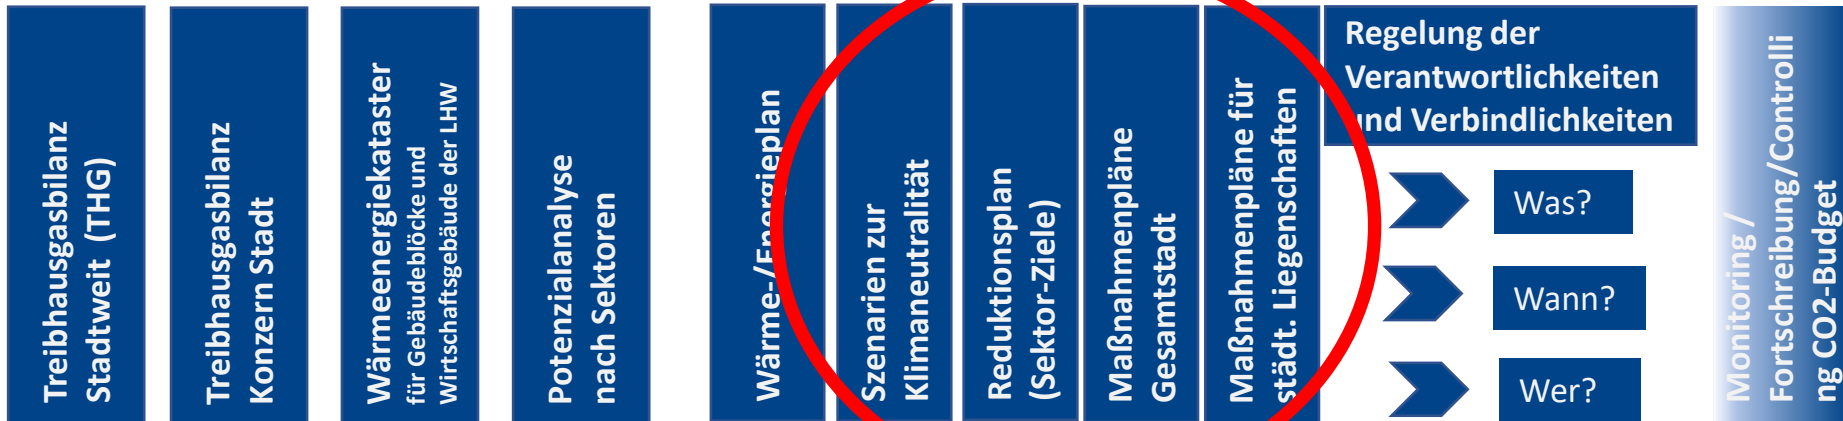 Treibhausgasbilanz
Stadtweit (THG)
Treibhausgasbilanz
Konzern Stadt
Wärmeenergiekataster
für Gebäudeblöcke und
Wirtschaftsgebäude der LHW
Potenzialanalyse
nach Sektoren
Wärme-/Energieplan
Szenarien zur
Klimaneutralität
Reduktionsplan
(Sektor-Ziele)
Maßnahmenpläne
Gesamtstadt
Maßnahmenpläne für
städt. Liegenschaften
Regelung der
Verantwortlichkeiten
und Verbindlichkeiten
Was?
Wann?
Wer?
Monitoring /
Fortschreibung/Controlli
ng CO2-Budget